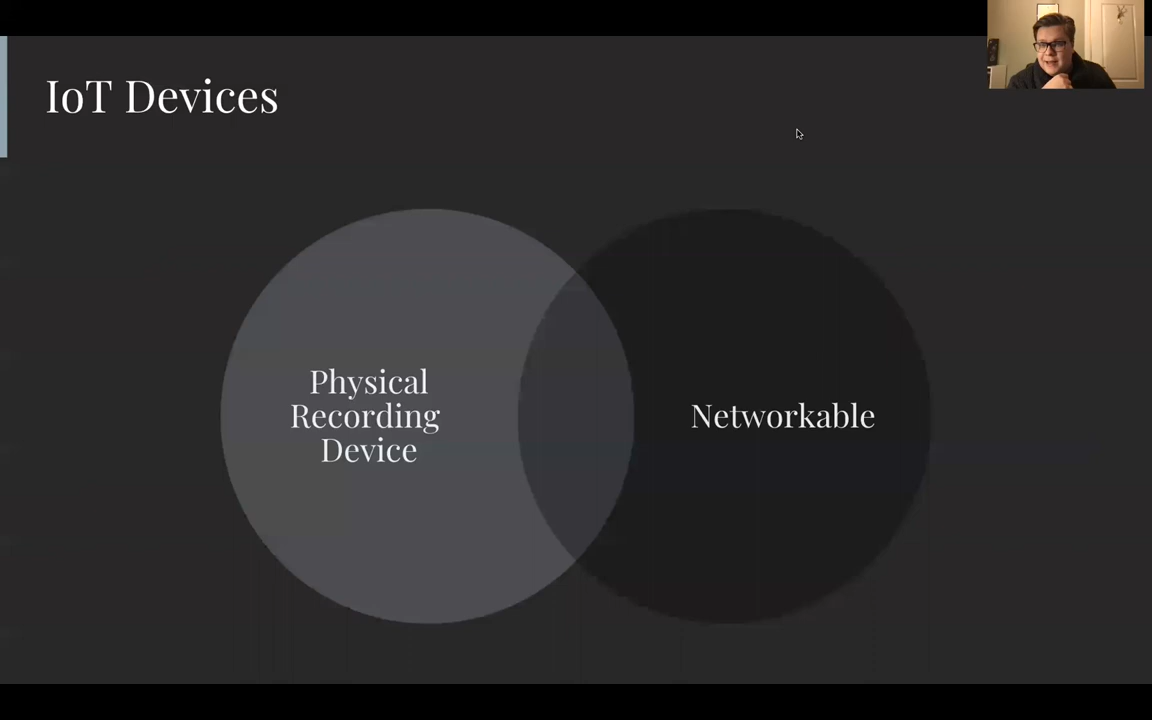 IoT Devices
Physical
Recording
Device
Networkable